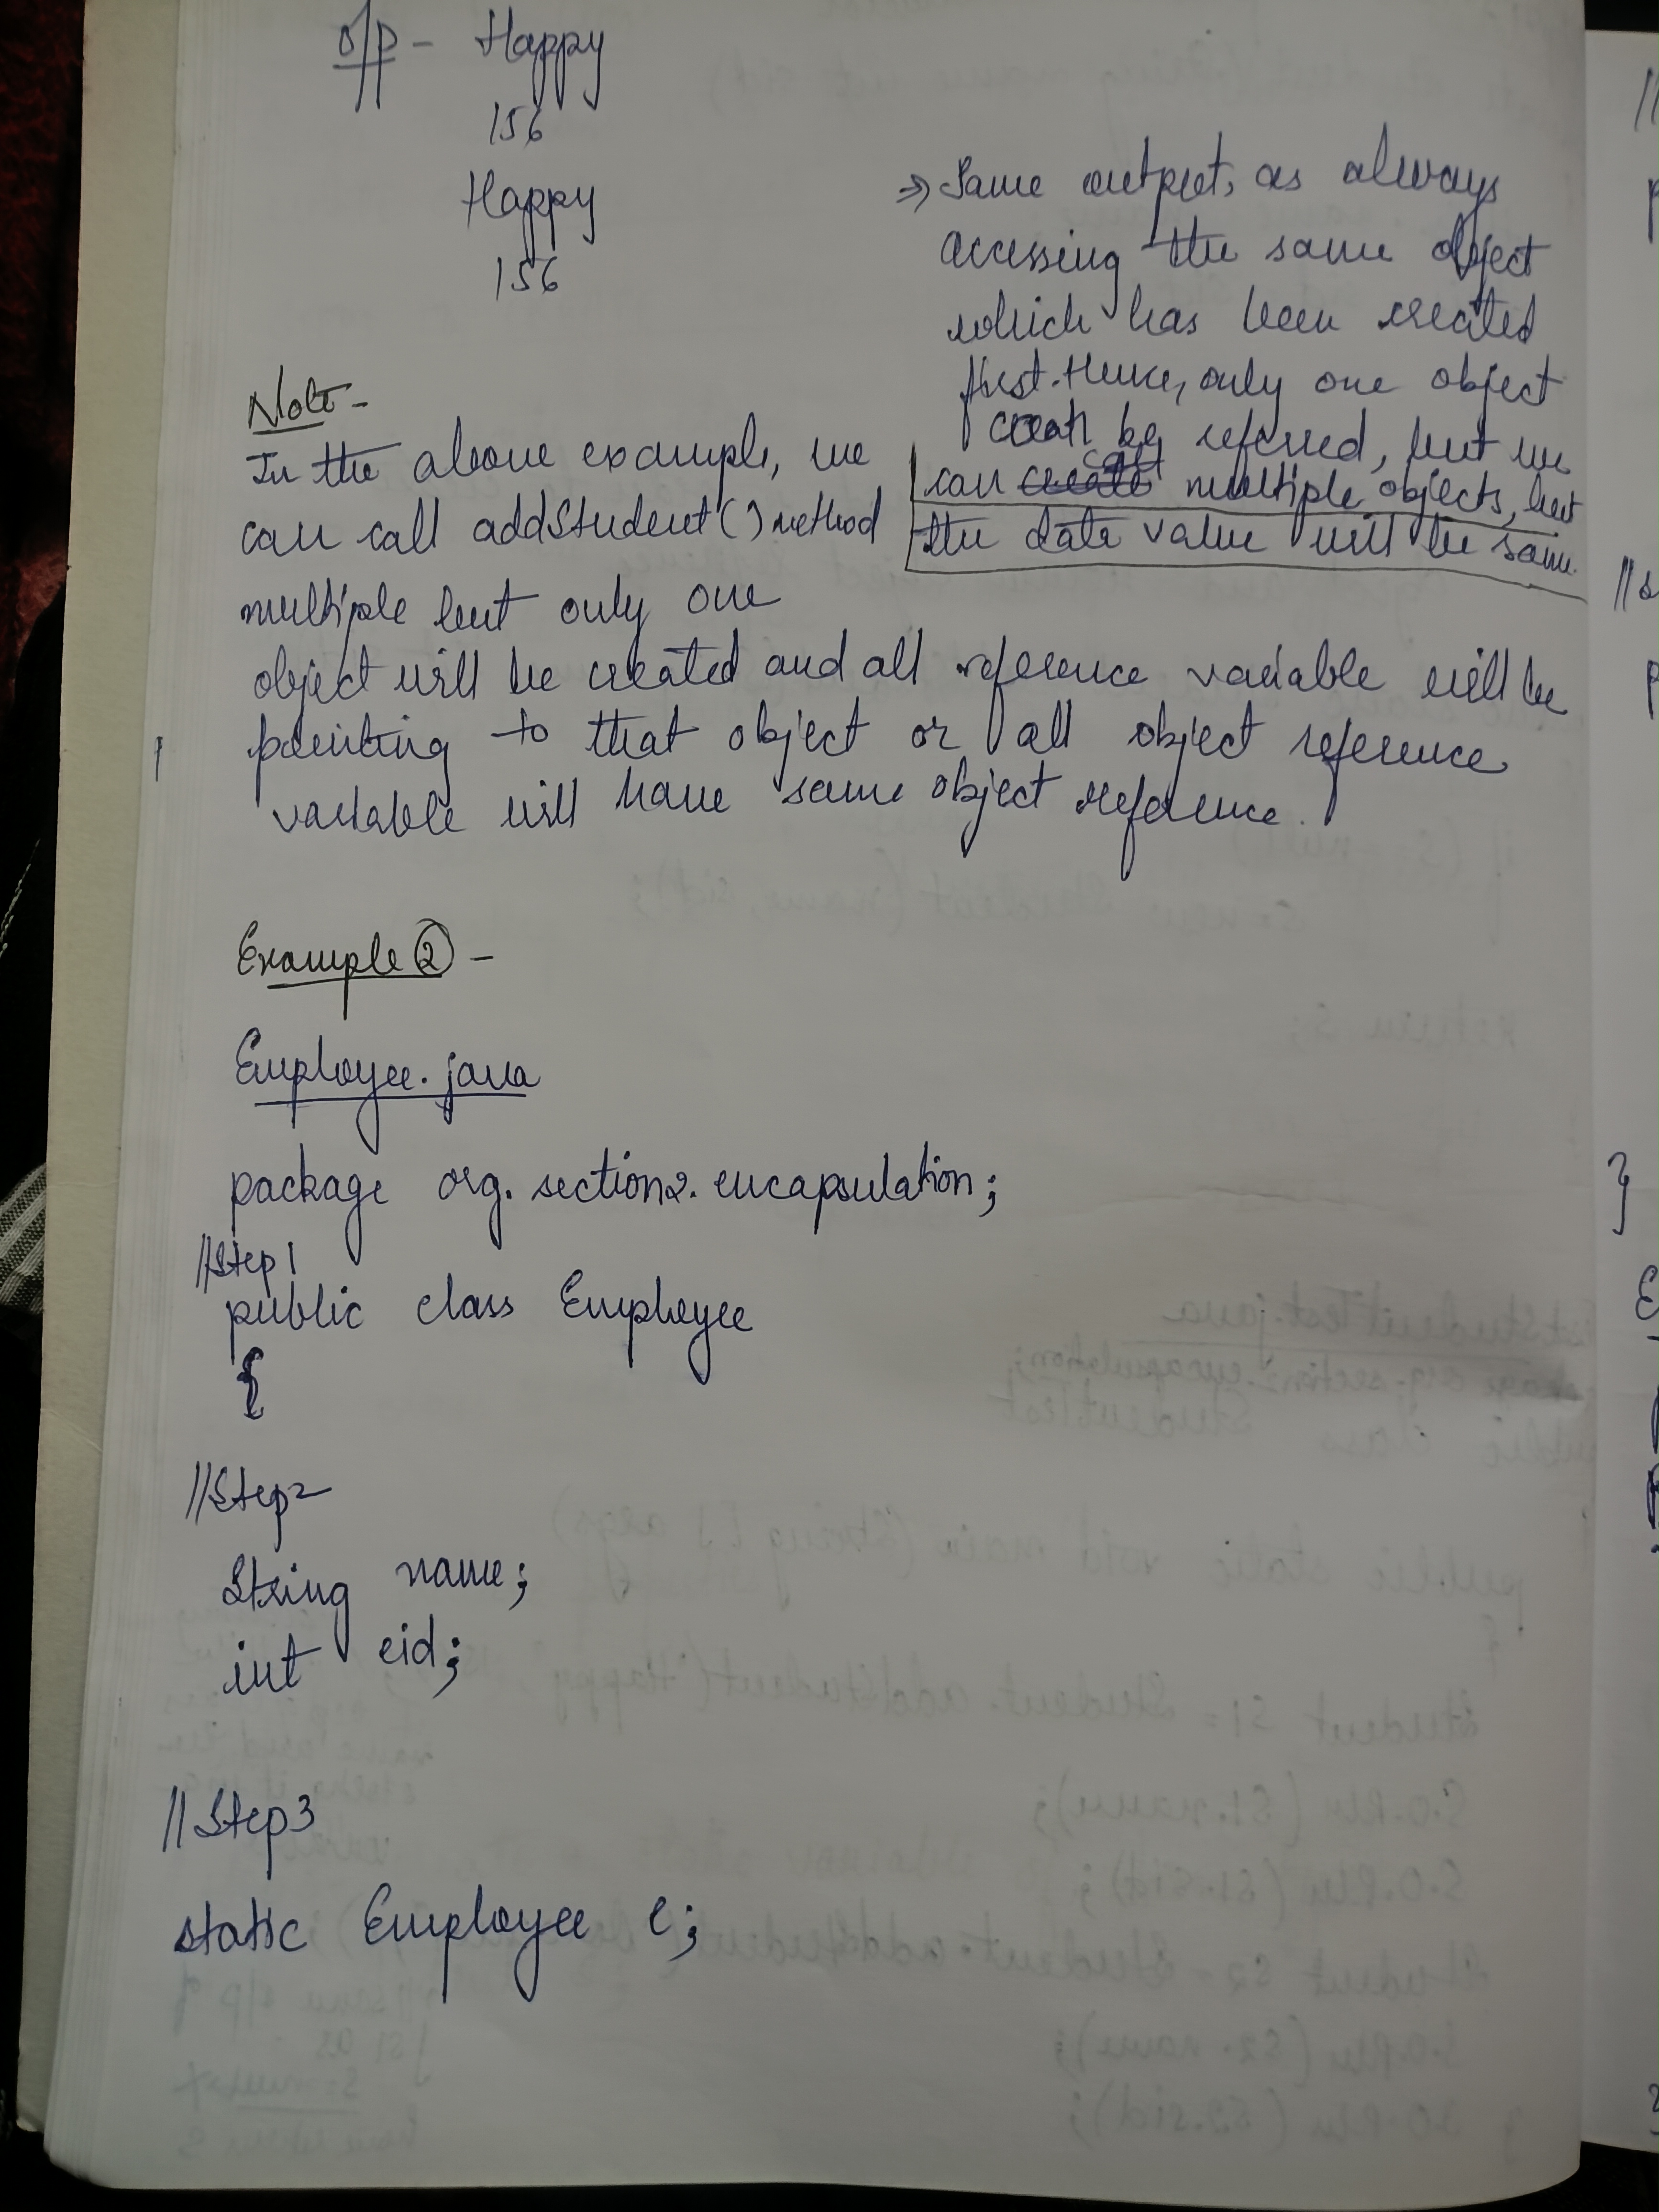 o/p - Happy
156
Happy
156
⇒ Same output, as always
accessing the same object
which has been created
first. Hence, only one object
can be referred, but we
can call multiple objects, but
the data value will be same.
Note -
In the above example, we
can call addStudent() method
multiple but only one
object will be created and all reference variable will be
pointing to that object or all object reference
variable will have same object reference.
Example ② -
Employee.java
package org.section2.encapsulation;
//Step 1
public class Employee
{
//Step2
String name;
int eid;
//Step3
static Employee e;